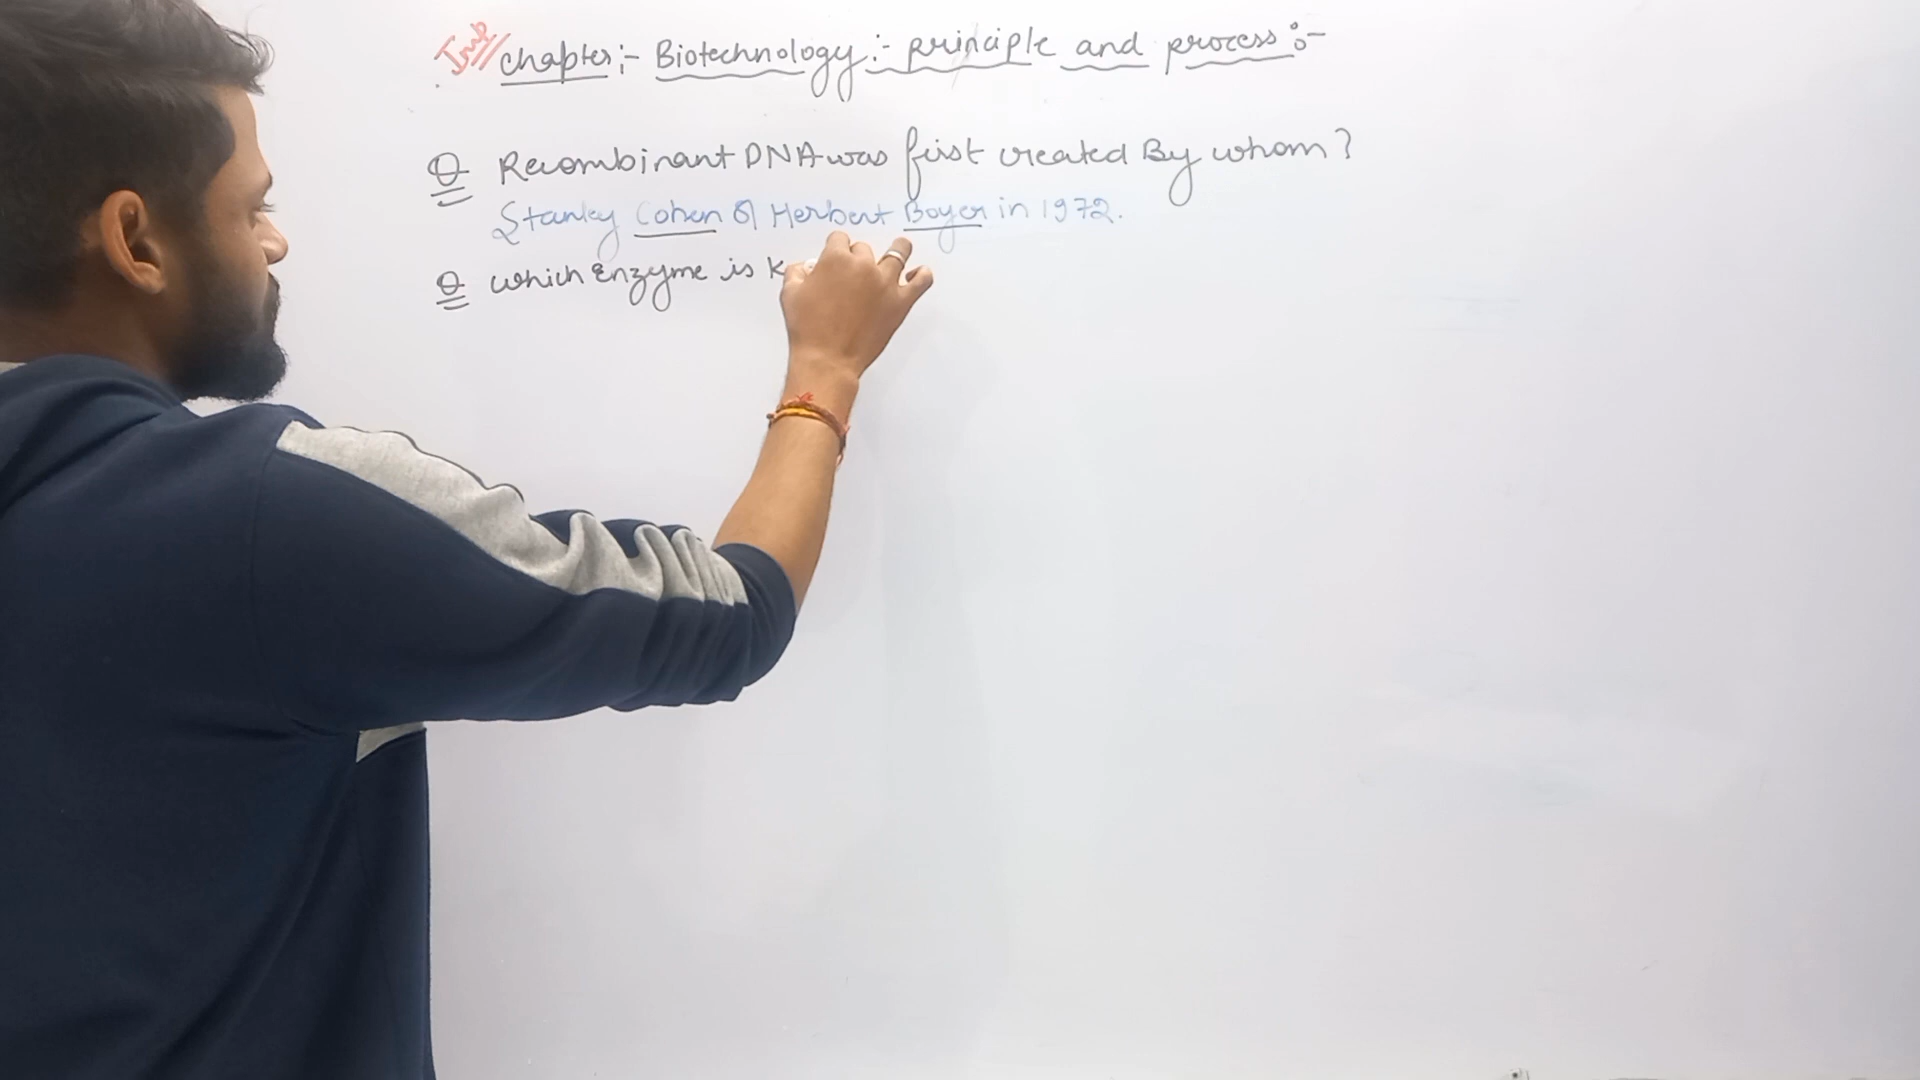 Imp// chapter:- Biotechnology:- principle and process:-
Q Recombinant DNA was first created By whom?
Stanley Cohen & Herbert Boyer in 1972.
Q which Enzyme is K